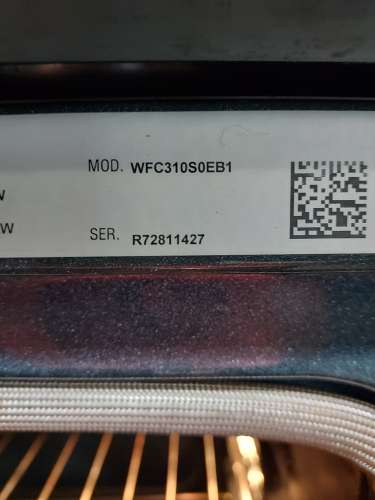 MOD. WFC310S0EB1
W
W
SER. R72811427